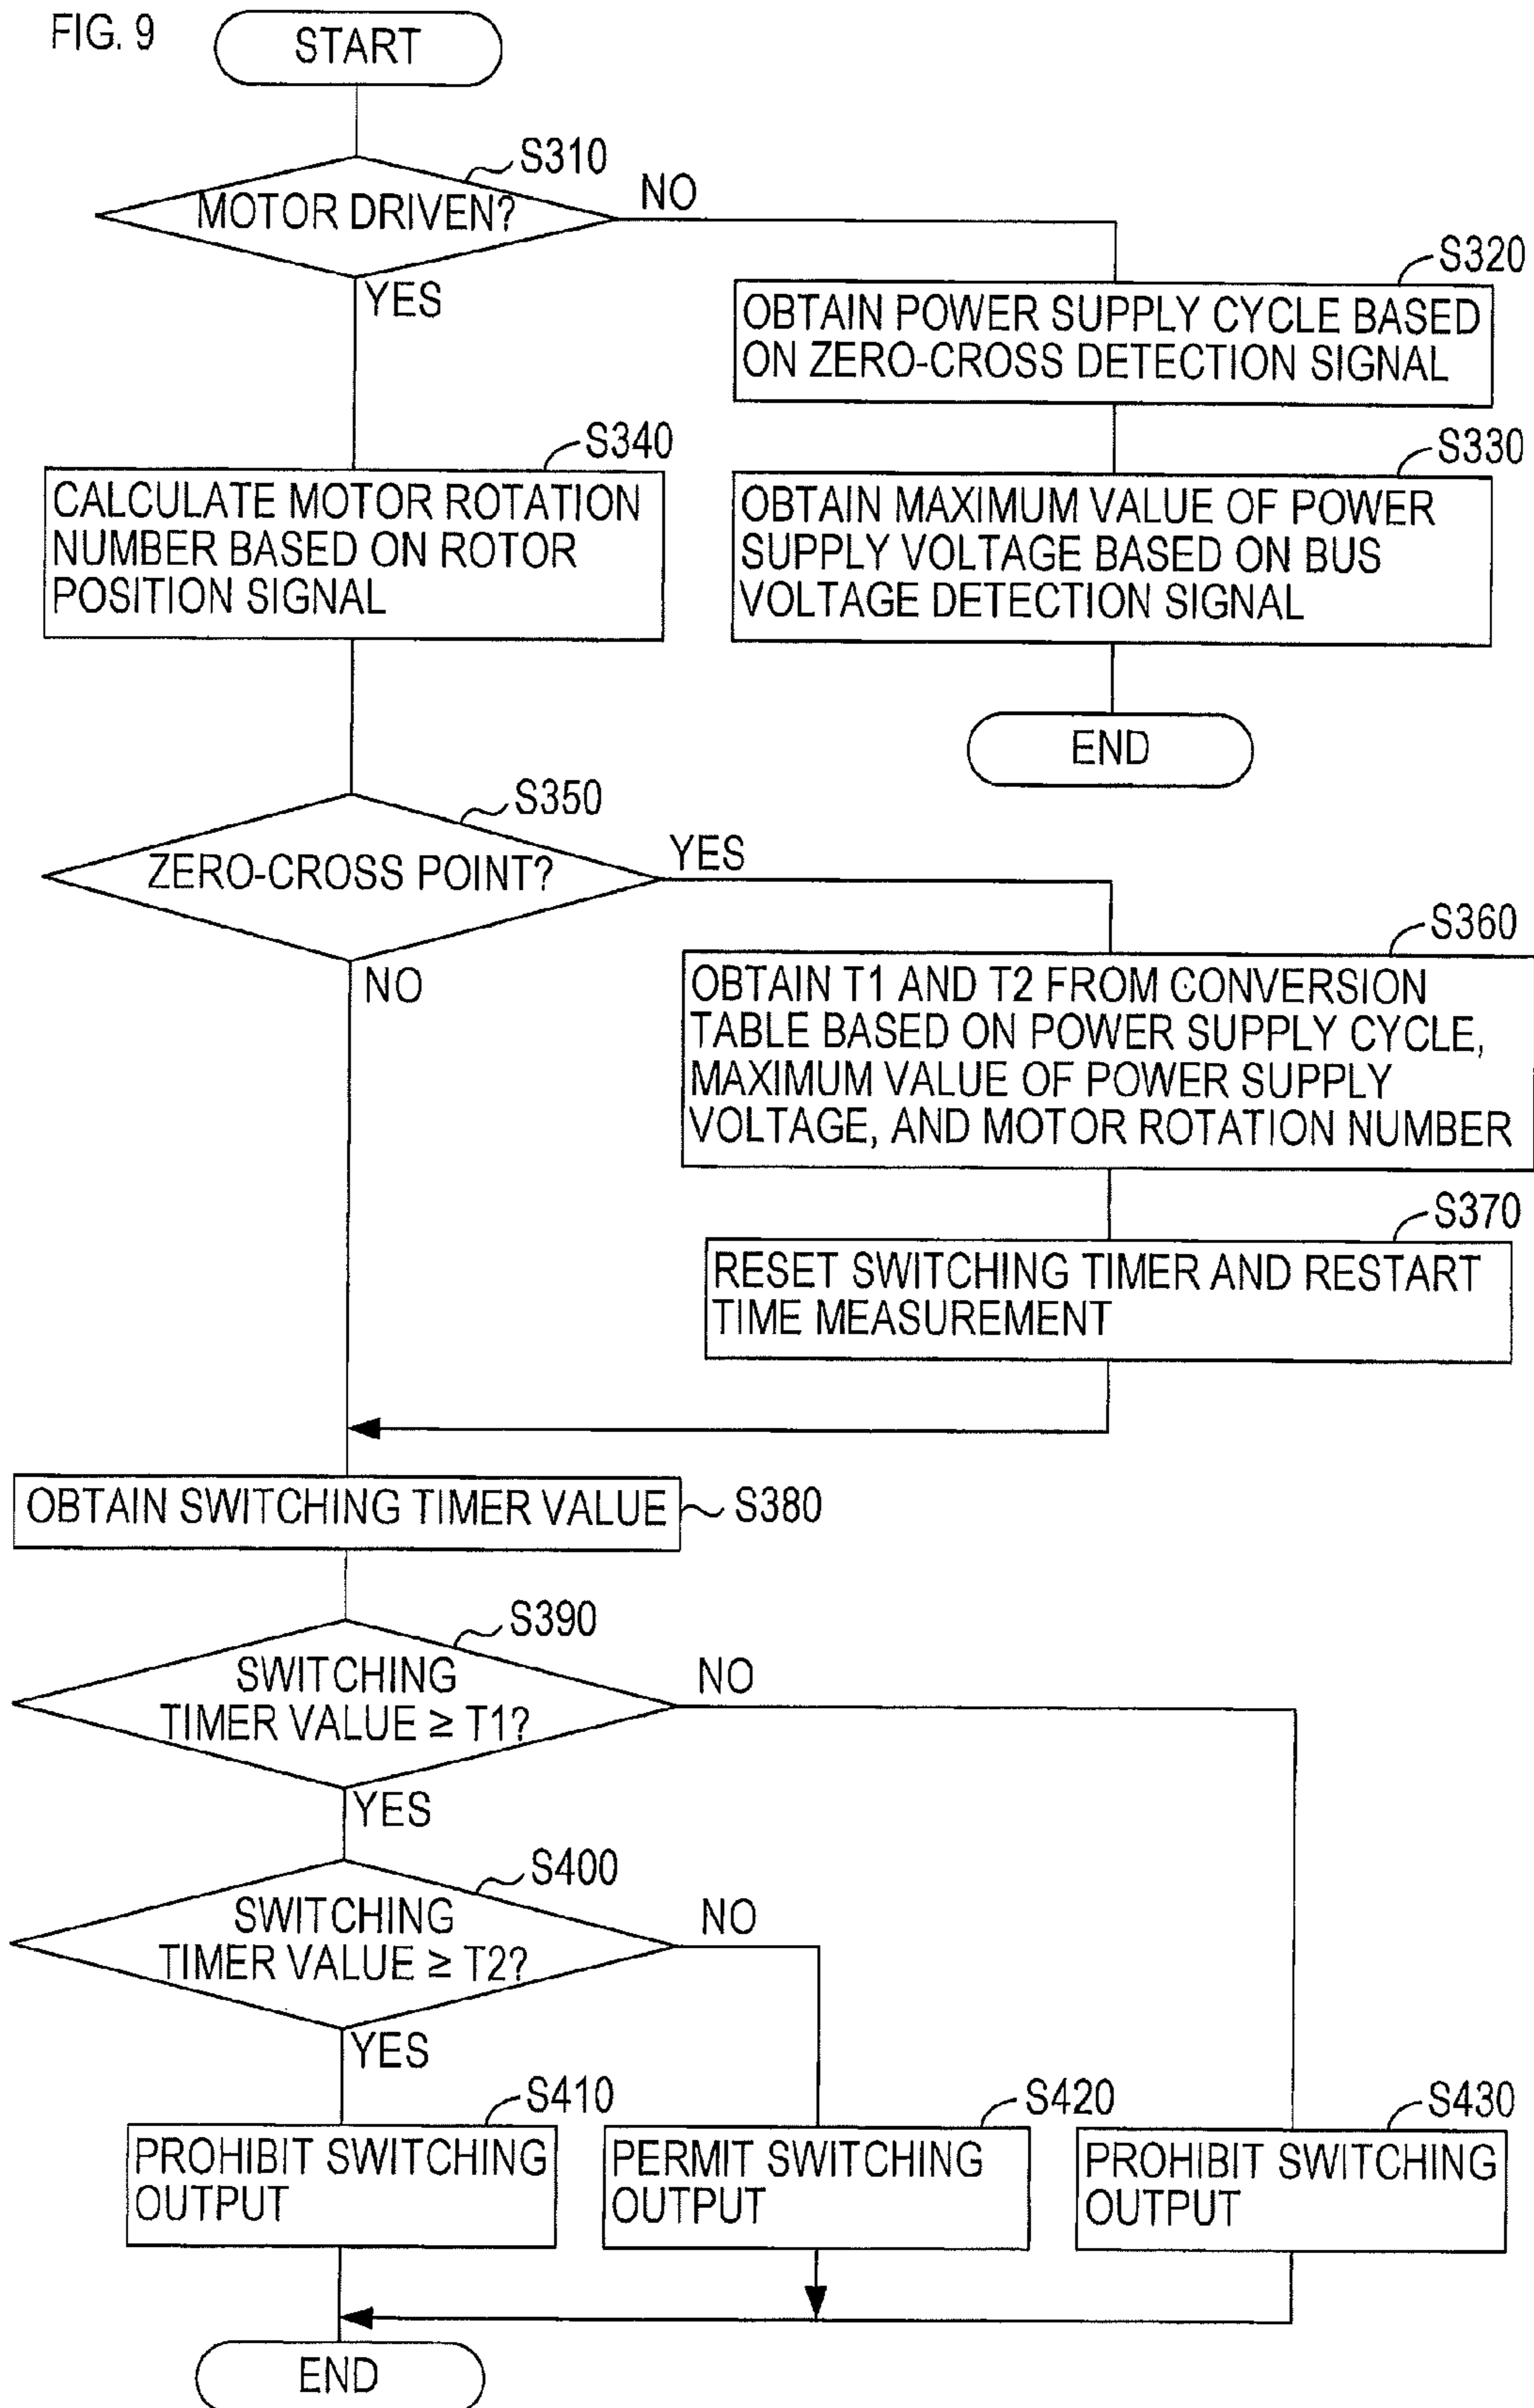 FIG. 9
START
S310
MOTOR DRIVEN?
NO
YES
S320
OBTAIN POWER SUPPLY CYCLE BASED
ON ZERO-CROSS DETECTION SIGNAL
S330
OBTAIN MAXIMUM VALUE OF POWER
SUPPLY VOLTAGE BASED ON BUS
VOLTAGE DETECTION SIGNAL
END
S340
CALCULATE MOTOR ROTATION
NUMBER BASED ON ROTOR
POSITION SIGNAL
S350
ZERO-CROSS POINT?
YES
NO
S360
OBTAIN T1 AND T2 FROM CONVERSION
TABLE BASED ON POWER SUPPLY CYCLE,
MAXIMUM VALUE OF POWER SUPPLY
VOLTAGE, AND MOTOR ROTATION NUMBER
S370
RESET SWITCHING TIMER AND RESTART
TIME MEASUREMENT
OBTAIN SWITCHING TIMER VALUE
S380
S390
SWITCHING
TIMER VALUE ≥ T1?
NO
YES
S400
SWITCHING
TIMER VALUE ≥ T2?
NO
YES
S410
PROHIBIT SWITCHING
OUTPUT
S420
PERMIT SWITCHING
OUTPUT
S430
PROHIBIT SWITCHING
OUTPUT
END